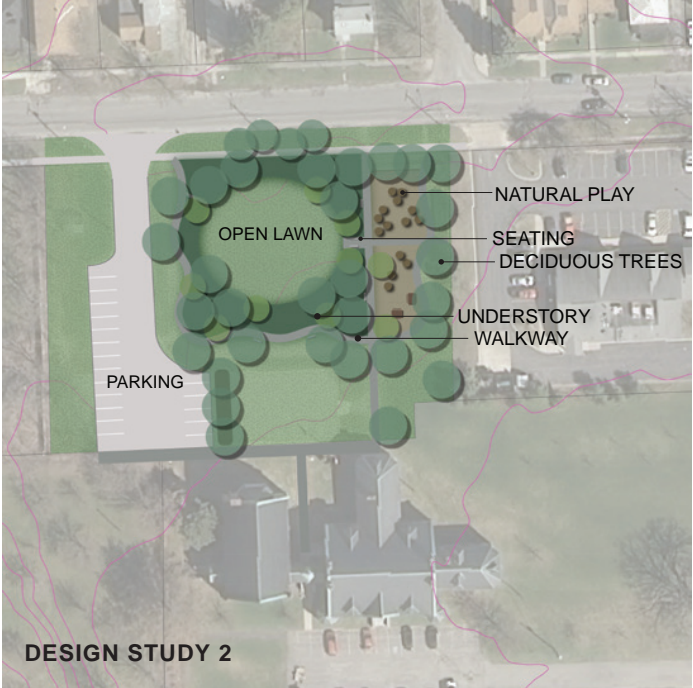 NATURAL PLAY
OPEN LAWN
SEATING
DECIDUOUS TREES
UNDERSTORY
WALKWAY
PARKING
DESIGN STUDY 2